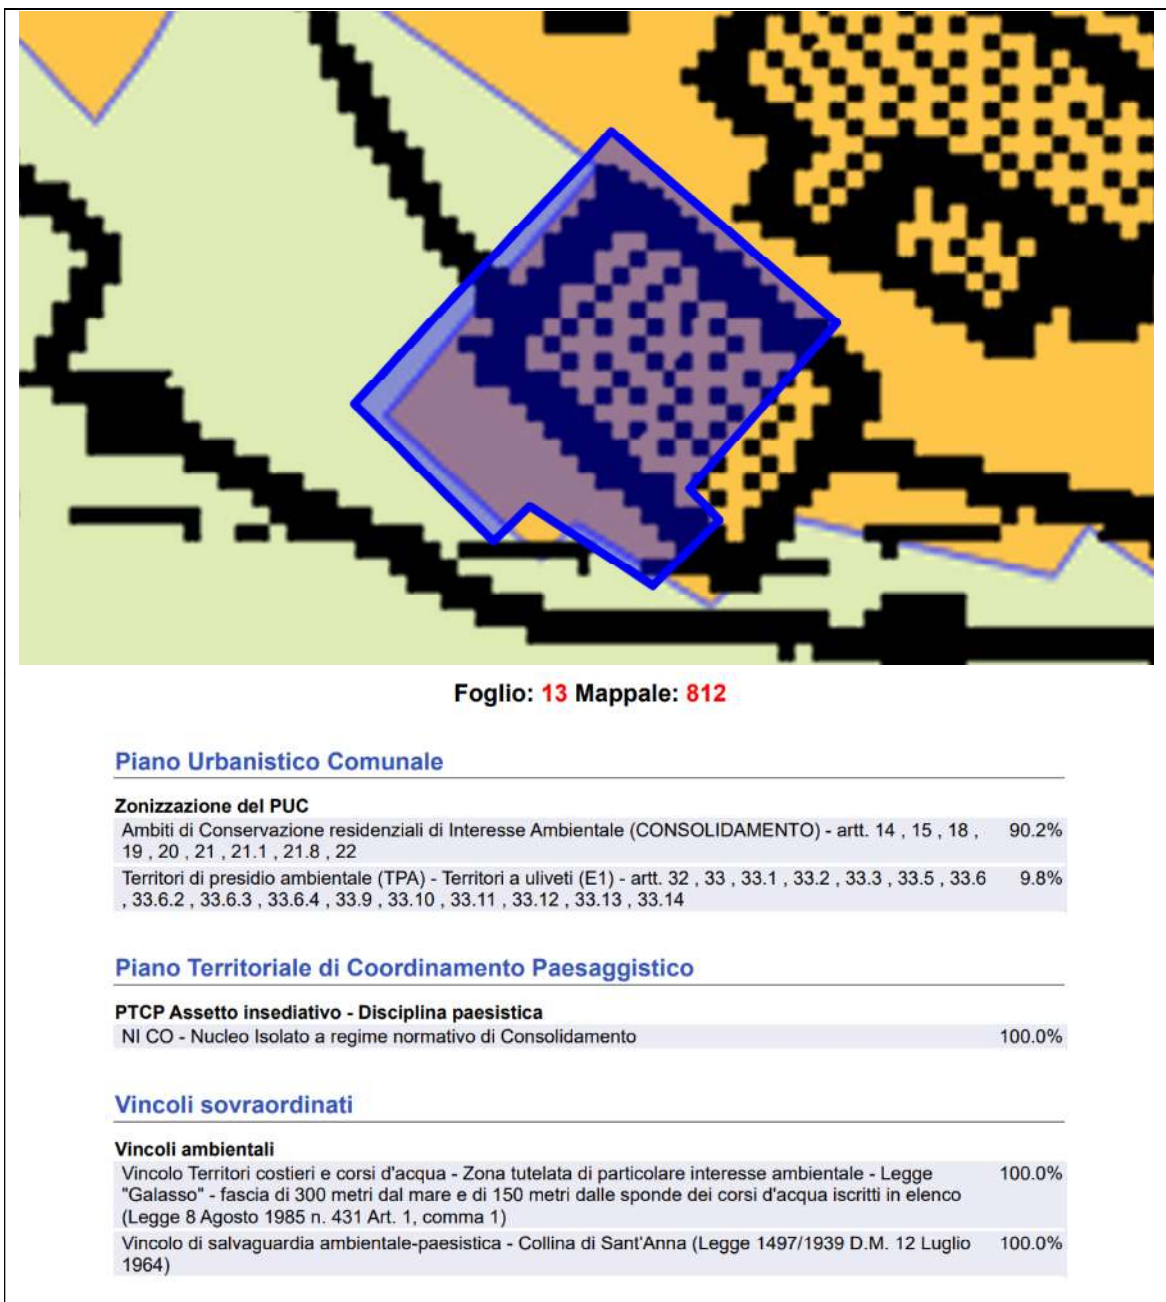 Foglio: 13 Mappale: 812
Piano Urbanistico Comunale
Zonizzazione del PUC
Ambiti di Conservazione residenziali di Interesse Ambientale (CONSOLIDAMENTO) - artt. 14 , 15 , 18 , 90.2%
19 , 20 , 21 , 21.1 , 21.8 , 22
Territori di presidio ambientale (TPA) - Territori a uliveti (E1) - artt. 32 , 33 , 33.1 , 33.2 , 33.3 , 33.5 , 33.6 9.8%
, 33.6.2 , 33.6.3 , 33.6.4 , 33.9 , 33.10 , 33.11 , 33.12 , 33.13 , 33.14
Piano Territoriale di Coordinamento Paesaggistico
PTCP Assetto insediativo - Disciplina paesistica
NI CO - Nucleo Isolato a regime normativo di Consolidamento 100.0%
Vincoli sovraordinati
Vincoli ambientali
Vincolo Territori costieri e corsi d'acqua - Zona tutelata di particolare interesse ambientale - Legge 100.0%
"Galasso" - fascia di 300 metri dal mare e di 150 metri dalle sponde dei corsi d'acqua iscritti in elenco
(Legge 8 Agosto 1985 n. 431 Art. 1, comma 1)
Vincolo di salvaguardia ambientale-paesistica - Collina di Sant'Anna (Legge 1497/1939 D.M. 12 Luglio 100.0%
1964)